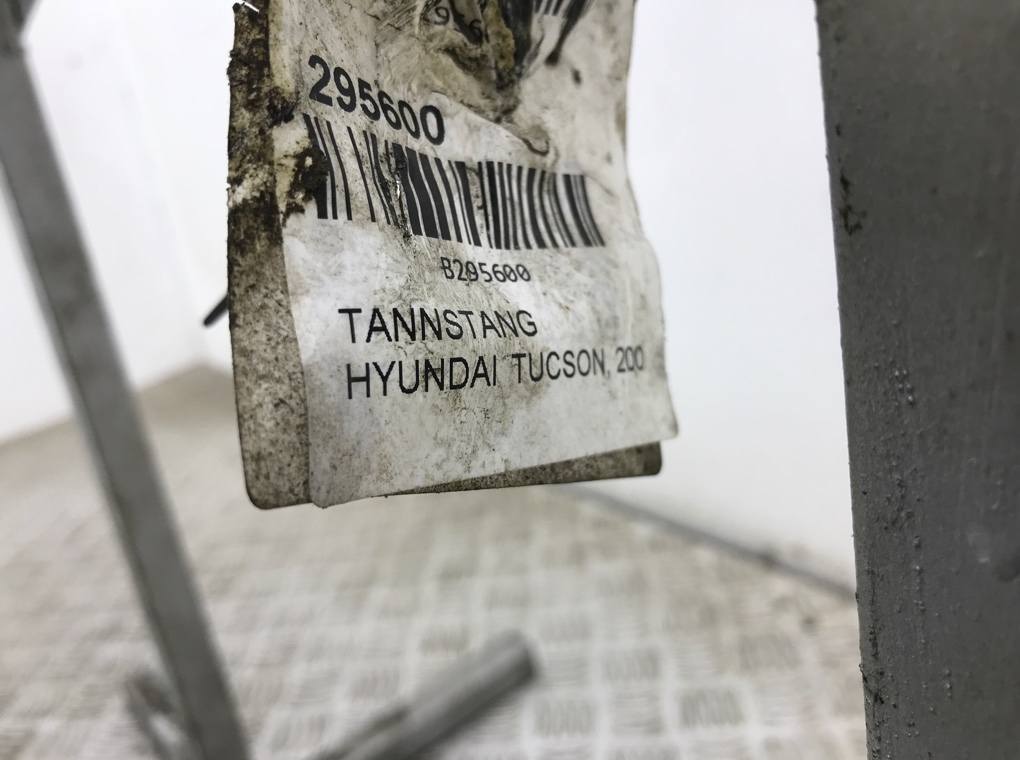 295600
B295600
TANNSTANG
HYUNDAI TUCSON, 200